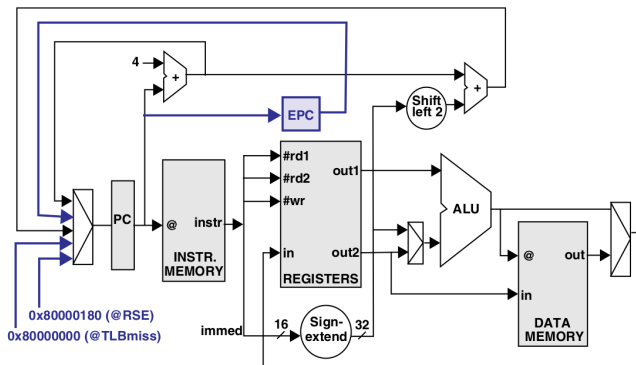 4
+
+
EPC
Shift
left 2
#rd1
#rd2
#wr
out1
in
out2
REGISTERS
PC
@
instr
INSTR.
MEMORY
ALU
@
out
in
DATA
MEMORY
0x80000180 (@RSE)
0x80000000 (@TLBmiss)
immed
16
Sign-
extend
32